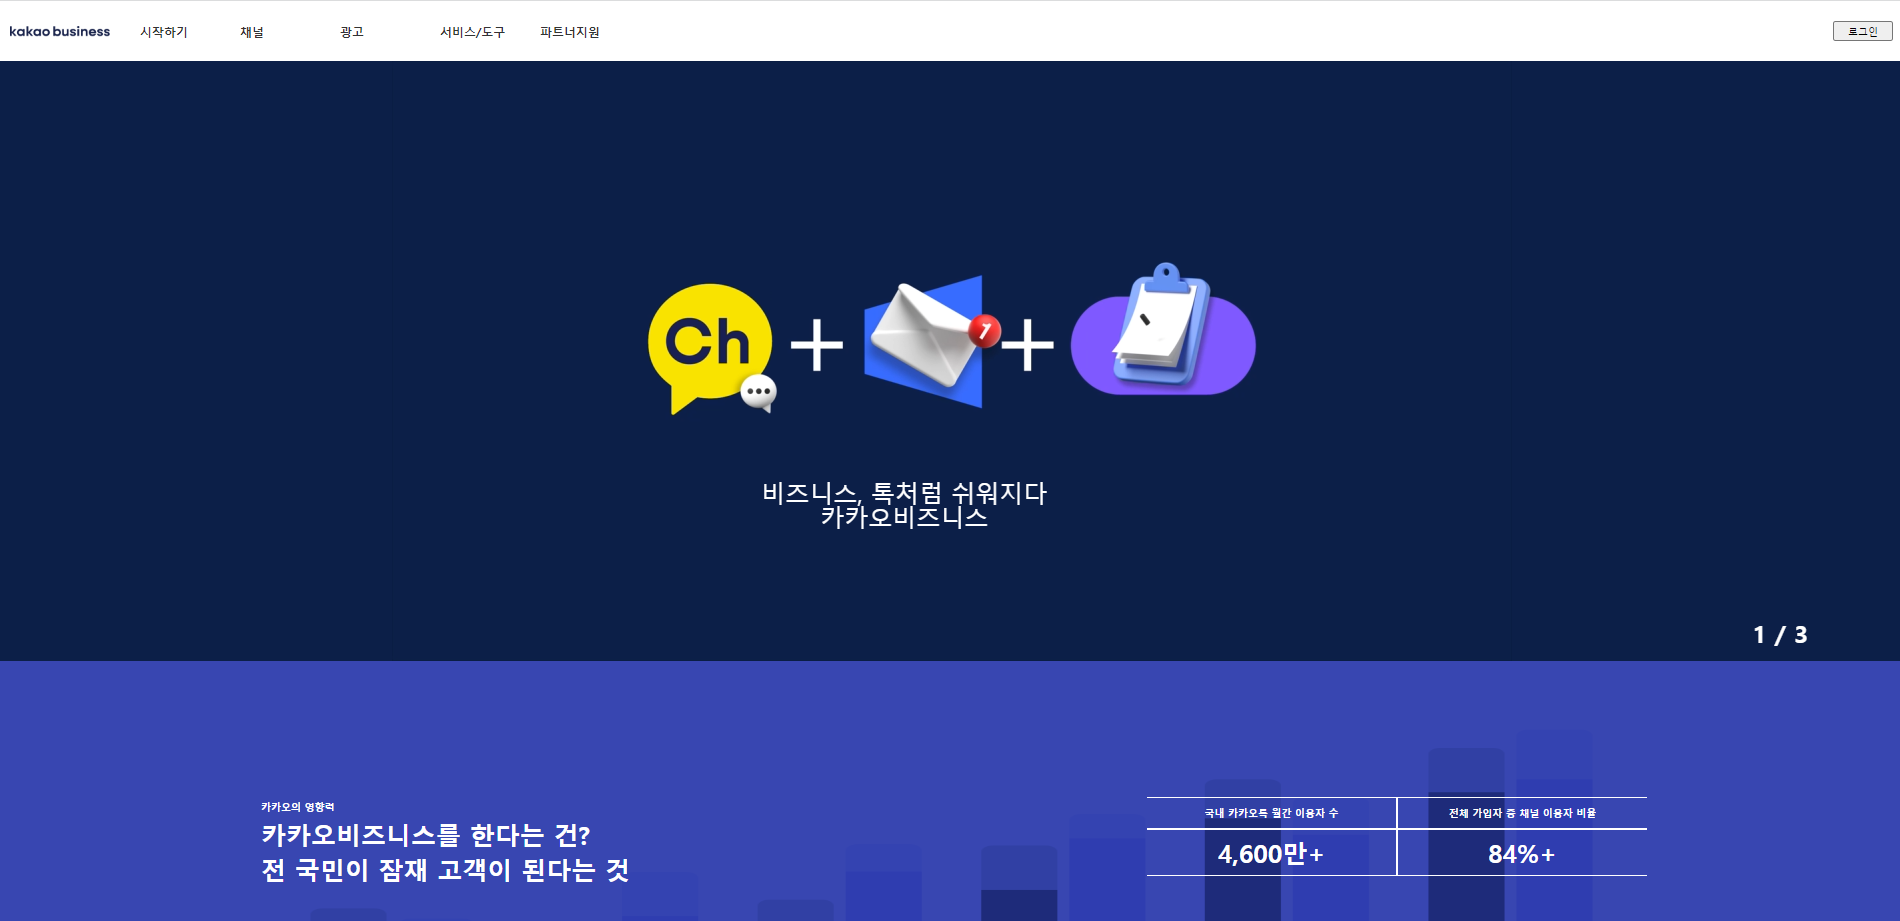 kakao business
시작하기
채널
광고
서비스/도구
파트너지원
로그인
Ch
1
비즈니스, 톡처럼 쉬워지다
카카오비즈니스
1 / 3
카카오의 영향력
카카오비즈니스를 한다는 건?
전 국민이 잠재 고객이 된다는 것
국내 카카오톡 월간 이용자 수
전체 가입자 중 채널 이용자 비율
4,600만+
84%+